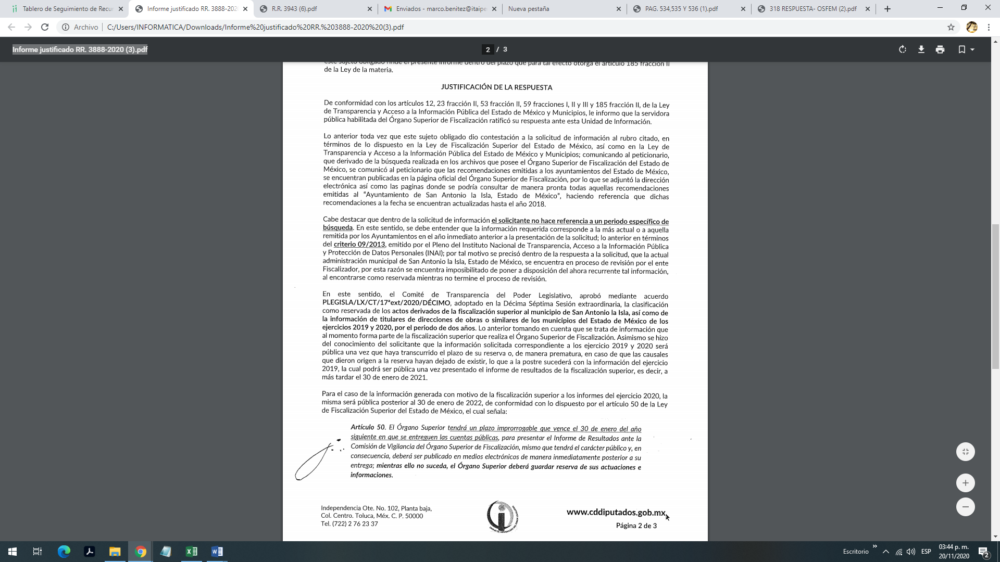 Tablero de Seguimiento de Recur
Informe justificado RR. 3888-202
R.R. 3943 (6).pdf
Enviados - marco.benitez@itaipe
Nueva pestaña
PAG. 534,535 Y 536 (1).pdf
318 RESPUESTA- OSFEM (2).pdf
Archivo
C:/Users/INFORMATICA/Downloads/Informe%20justificado%20RR.%203888-2020%20(3).pdf
Informe justificado RR. 3888-2020 (3).pdf
2 / 3
este sujeto obligado rinde el presente informe dentro del plazo que para tal efecto otorga el artículo 185 fracción II
de la Ley de la materia.
JUSTIFICACIÓN DE LA RESPUESTA
De conformidad con los artículos 12, 23 fracción II, 53 fracción II, 59 fracciones I, II y III y 185 fracción II, de la Ley
de Transparencia y Acceso a la Información Pública del Estado de México y Municipios, le informo que la servidora
pública habilitada del Órgano Superior de Fiscalización ratificó su respuesta ante esta Unidad de Información.
Lo anterior toda vez que este sujeto obligado dio contestación a la solicitud de información al rubro citado, en
términos de lo dispuesto en la Ley de Fiscalización Superior del Estado de México, así como en la Ley de
Transparencia y Acceso a la Información Pública del Estado de México y Municipios; comunicando al peticionario,
que derivado de la búsqueda realizada en los archivos que posee el Órgano Superior de Fiscalización del Estado de
México, se comunicó al peticionario que las recomendaciones emitidas a los ayuntamientos del Estado de México,
se encuentran publicadas en la página oficial del Órgano Superior de Fiscalización, por lo que se adjuntó la dirección
electrónica así como las paginas donde se podría consultar de manera pronta todas aquellas recomendaciones
emitidas al "Ayuntamiento de San Antonio la Isla, Estado de México", haciendo referencia que dichas
recomendaciones a la fecha se encuentran actualizadas hasta el año 2018.
Cabe destacar que dentro de la solicitud de información el solicitante no hace referencia a un periodo específico de
búsqueda. En este sentido, se debe entender que la información requerida corresponde a la más actual o a aquella
remitida por los Ayuntamientos en el año inmediato anterior a la presentación de la solicitud; lo anterior en términos
del criterio 09/2013, emitido por el Pleno del Instituto Nacional de Transparencia, Acceso a la Información Pública
y Protección de Datos Personales (INAI); por tal motivo se precisó dentro de la respuesta a la solicitud, que la actual
administración municipal de San Antonio la Isla, Estado de México, se encuentra en proceso de revisión por el ente
Fiscalizador, por esta razón se encuentra imposibilitado de poner a disposición del ahora recurrente tal información,
al encontrarse como reservada mientras no termine el proceso de revisión.
En este sentido, el Comité de Transparencia del Poder Legislativo, aprobó mediante acuerdo
PLEGISLA/LX/CT/17ªext/2020/DÉCIMO, adoptado en la Décima Séptima Sesión extraordinaria, la clasificación
como reservada de los actos derivados de la fiscalización superior al municipio de San Antonio la Isla, así como de
la información de titulares de direcciones de obras o similares de los municipios del Estado de México de los
ejercicios 2019 y 2020, por el periodo de dos años. Lo anterior tomando en cuenta que se trata de información que
al momento forma parte de la fiscalización superior que realiza el Órgano Superior de Fiscalización. Asimismo se hizo
del conocimiento del solicitante que la información solicitada correspondiente a los ejercicio 2019 y 2020 será
pública una vez que haya transcurrido el plazo de su reserva o, de manera prematura, en caso de que las causales
que dieron origen a la reserva hayan dejado de existir, lo que a la postre sucederá con la información del ejercicio
2019, la cual podrá ser pública una vez presentado el informe de resultados de la fiscalización superior, es decir, a
más tardar el 30 de enero de 2021.
Para el caso de la información generada con motivo de la fiscalización superior a los informes del ejercicio 2020, la
misma será pública posterior al 30 de enero de 2022, de conformidad con lo dispuesto por el artículo 50 de la Ley
de Fiscalización Superior del Estado de México, el cual señala:
Artículo 50. El Órgano Superior tendrá un plazo improrrogable que vence el 30 de enero del año
siguiente en que se entreguen las cuentas públicas, para presentar el Informe de Resultados ante la
Comisión de Vigilancia del Órgano Superior de Fiscalización, mismo que tendrá el carácter público y, en
consecuencia, deberá ser publicado en medios electrónicos de manera inmediatamente posterior a su
entrega; mientras ello no suceda, el Órgano Superior deberá guardar reserva de sus actuaciones e
informaciones.
Independencia Ote. No. 102, Planta baja,
Col. Centro. Toluca, Méx. C. P. 50000
Tel. (722) 2 76 23 37
www.cddiputados.gob.mx
Página 2 de 3
Escritorio
ESP
03:44 p. m.
20/11/2020
2